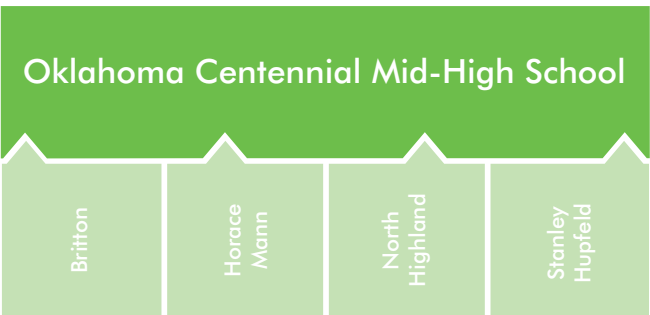 Oklahoma Centennial Mid-High School
Britton
Horace
Mann
North
Highland
Stanley
Hupfeld